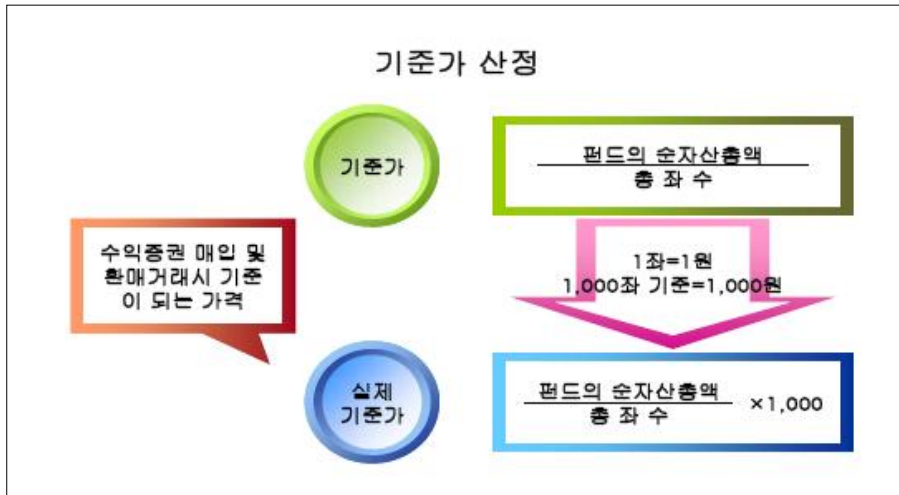 기준가 산정
기준가
펀드의 순자산총액
총 좌 수
수익증권 매입 및
환매거래시 기준
이 되는 가격
1좌=1원
1,000좌 기준=1,000원
실제
기준가
펀드의 순자산총액
총 좌 수
×1,000